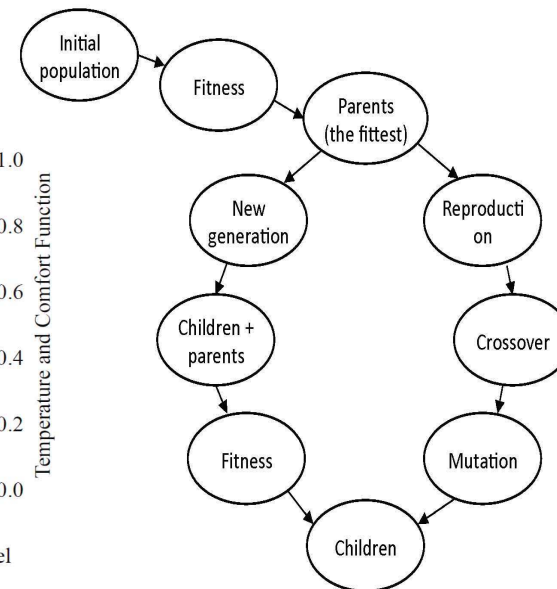 Initial
population
Fitness
Parents
(the fittest)
New
generation
Reproducti
on
Children +
parents
Crossover
Fitness
Mutation
Children
1.0
0.8
0.6
0.4
0.2
0.0
Temperature and Comfort Function
el